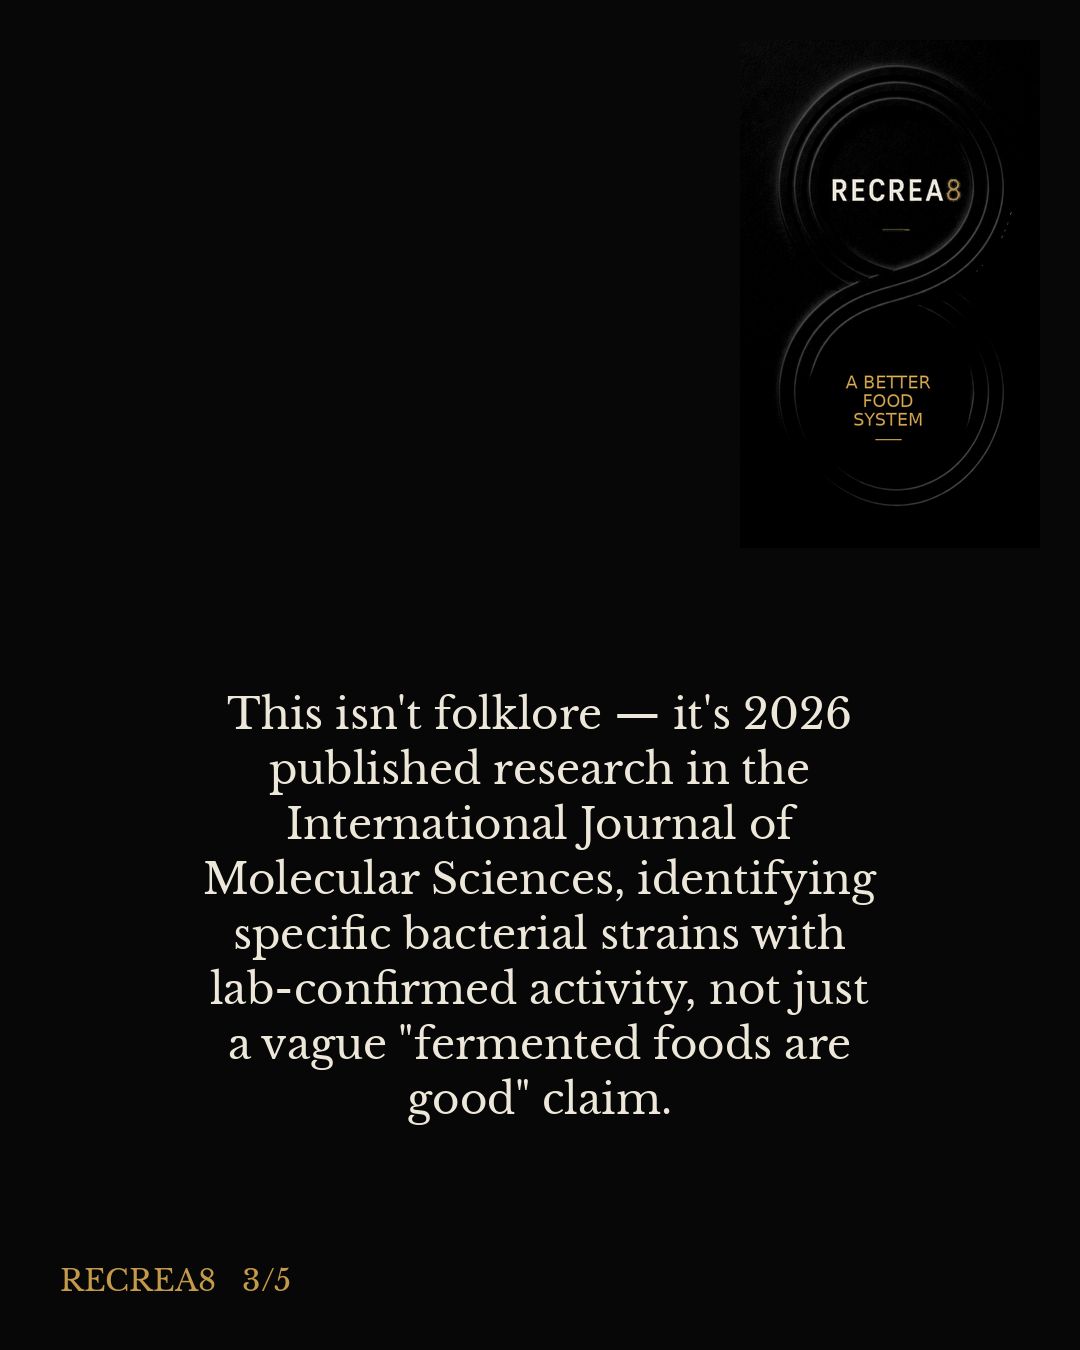 RECREA8
A BETTER
FOOD
SYSTEM
This isn't folklore — it's 2026
published research in the
International Journal of
Molecular Sciences, identifying
specific bacterial strains with
lab-confirmed activity, not just
a vague "fermented foods are
good" claim.
RECREA8 3/5